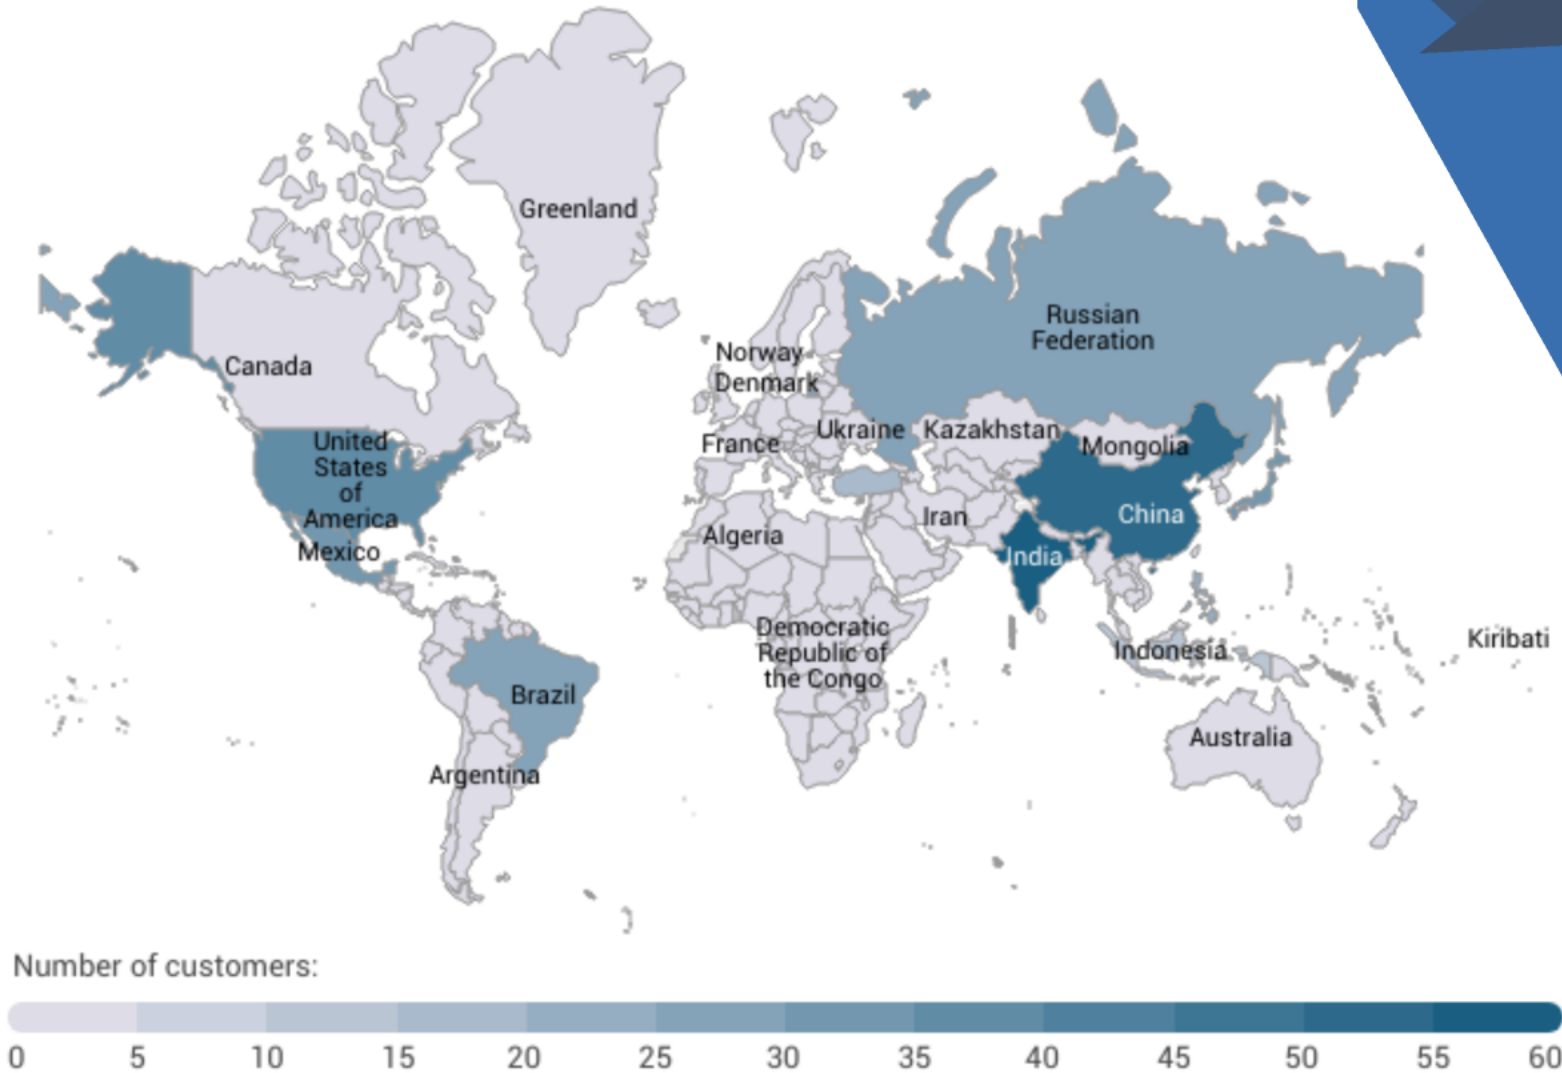 Greenland
Russian
Federation
Norway
Canada
Denmark
Ukraine
Kazakhstan
United
States
of
America
France
Mongolia
China
Iran
Algeria
Mexico
India
Democratic
Republic of
the Congo
Kiribati
Indonesia
Brazil
Australia
Argentina
Number of customers:
0 5 10 15 20 25 30 35 40 45 50 55 60